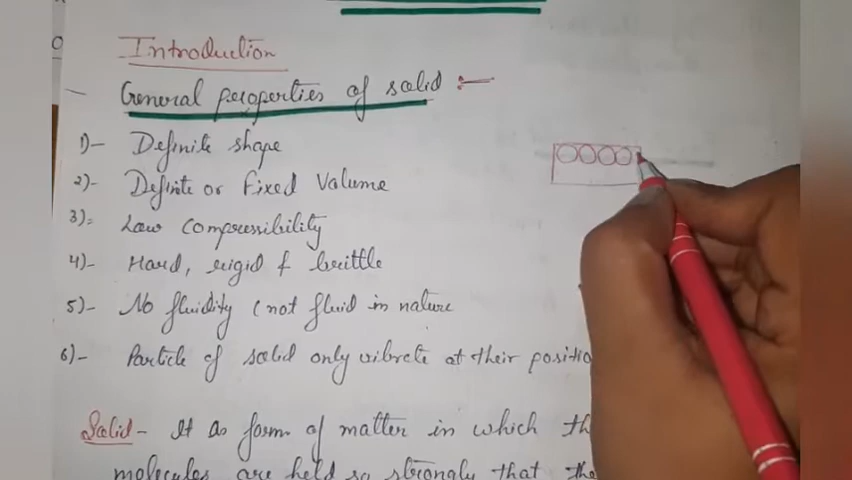 Introduction
General properties of solid :-
1)- Definite shape
2)- Definite or Fixed Volume
3)= Low compressibility
4)- Hard, rigid & brittle
5)- No fluidity (not fluid in nature
6)- Particle of solid only vibrate at their positio
Solid- It is form of matter in which th
molecules are held so strongly that the